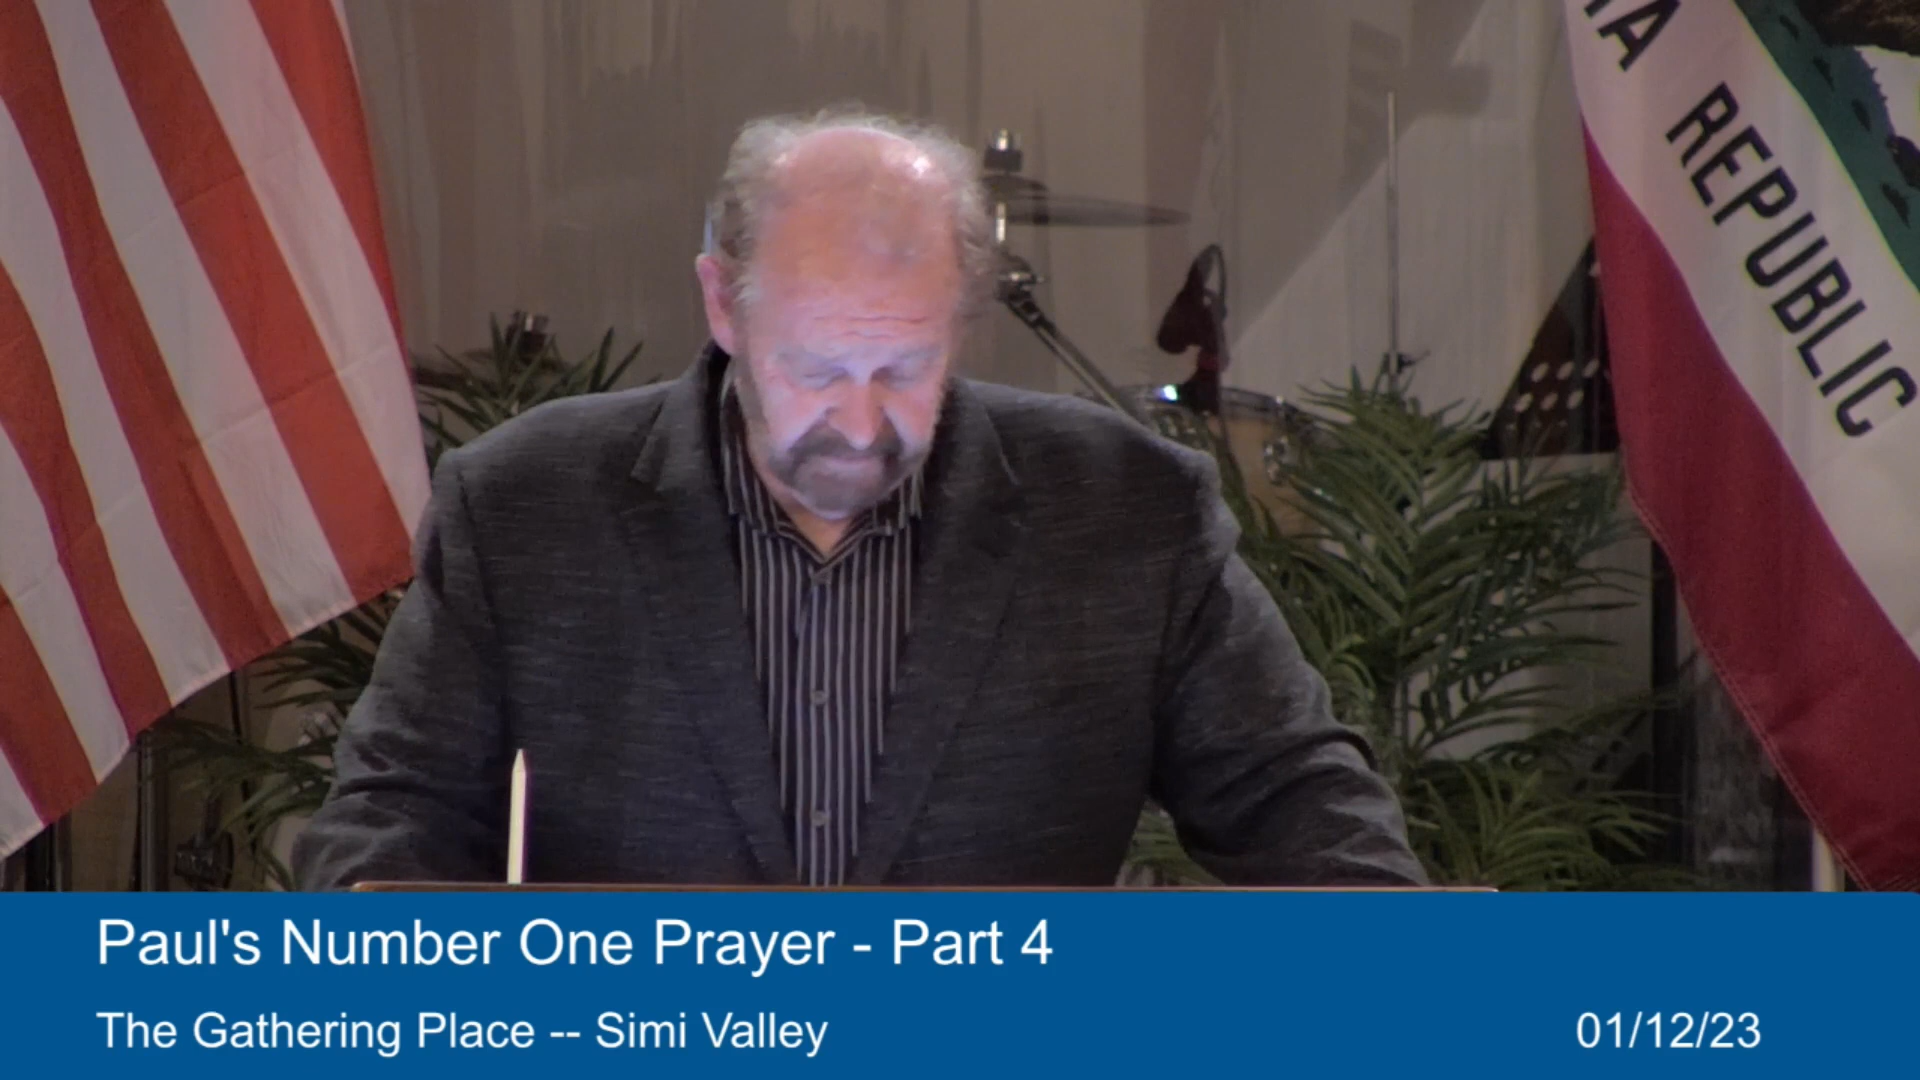 REPUBLIC
Paul's Number One Prayer - Part 4
The Gathering Place -- Simi Valley
01/12/23